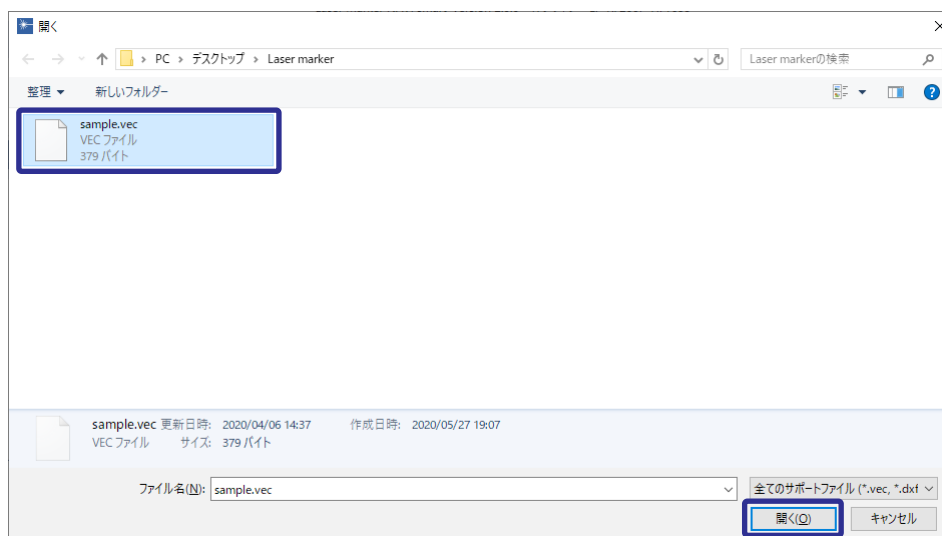 開く
PC › デスクトップ › Laser marker
Laser markerの検索
整理
新しいフォルダー
sample.vec
VEC ファイル
379 バイト
sample.vec 更新日時: 2020/04/06 14:37 作成日時: 2020/05/27 19:07
VEC ファイル サイズ: 379 バイト
ファイル名(N): sample.vec
全てのサポートファイル (*.vec, *.dxf
開く(O)
キャンセル